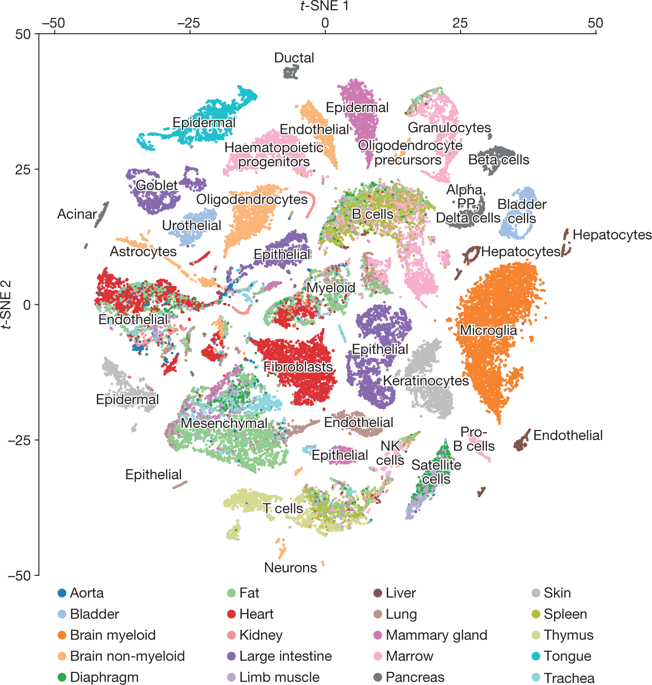 t-SNE 1
−50 −25 0 25 50
50
Ductal
Epidermal
Epidermal
Endothelial
Granulocytes
Haematopoietic
progenitors
Oligodendrocyte
precursors
Beta cells
25
Goblet
Oligodendrocytes
Alpha,
PP,
Delta cells
Bladder
cells
B cells
Acinar
Urothelial
Hepatocytes
Astrocytes
Epithelial
Hepatocytes
t-SNE 2
Myeloid
0
Endothelial
Microglia
Epithelial
Fibroblasts
Keratinocytes
Epidermal
Mesenchymal
Endothelial
Pro-
B cells
Endothelial
−25
Epithelial
NK
cells
Satellite
cells
Epithelial
T cells
Neurons
−50
Aorta Fat Liver Skin
Bladder Heart Lung Spleen
Brain myeloid Kidney Mammary gland Thymus
Brain non-myeloid Large intestine Marrow Tongue
Diaphragm Limb muscle Pancreas Trachea